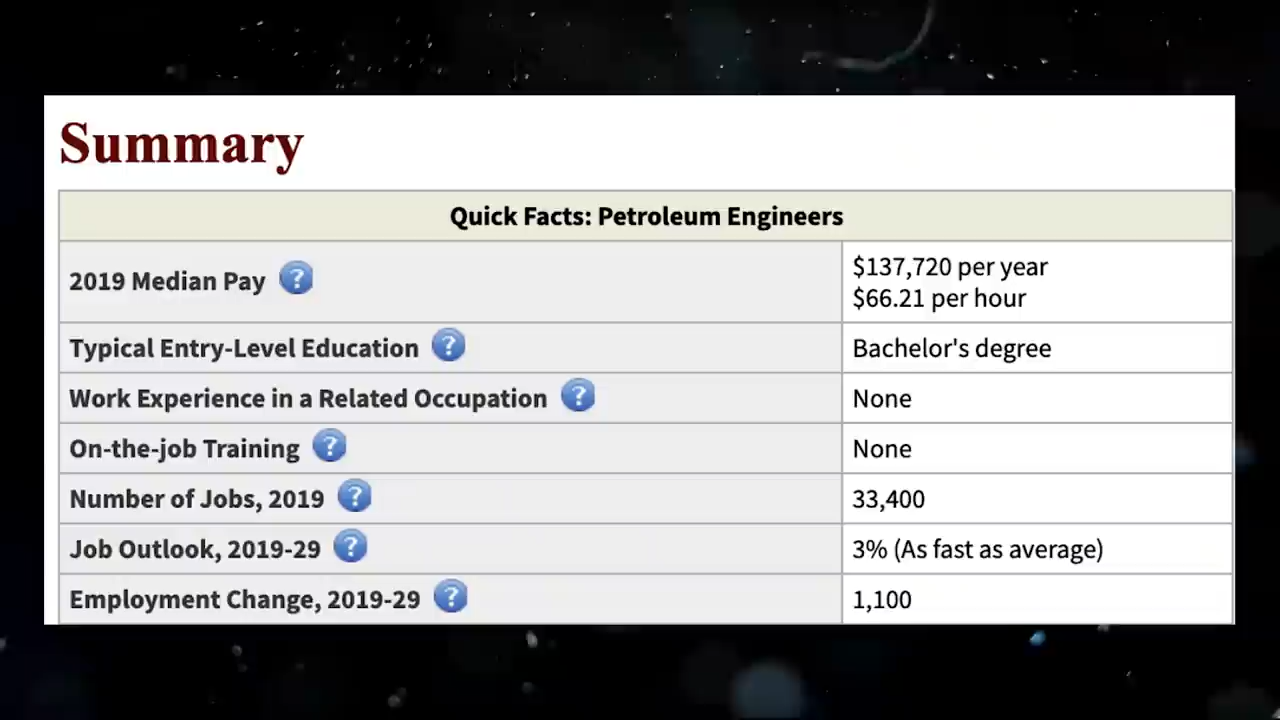 Summary
Quick Facts: Petroleum Engineers
2019 Median Pay ?
$137,720 per year
$66.21 per hour
Typical Entry-Level Education ?
Bachelor's degree
Work Experience in a Related Occupation ?
None
On-the-job Training ?
None
Number of Jobs, 2019 ?
33,400
Job Outlook, 2019-29 ?
3% (As fast as average)
Employment Change, 2019-29 ?
1,100